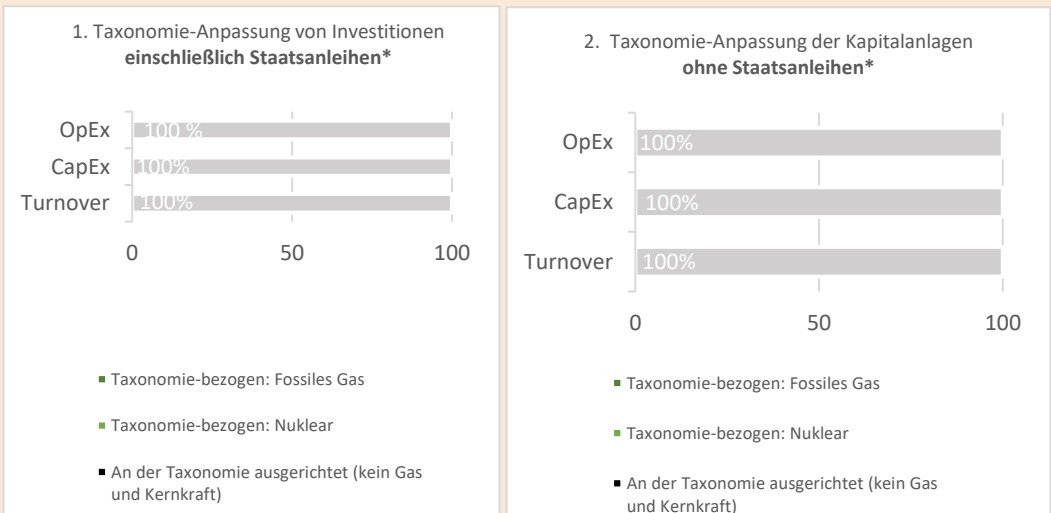 1. Taxonomie-Anpassung von Investitionen
einschließlich Staatsanleihen*
OpEx
100 %
CapEx
100%
Turnover
100%
0
50
100
Taxonomie-bezogen: Fossiles Gas
Taxonomie-bezogen: Nuklear
An der Taxonomie ausgerichtet (kein Gas
und Kernkraft)
2. Taxonomie-Anpassung der Kapitalanlagen
ohne Staatsanleihen*
OpEx
100%
CapEx
100%
Turnover
100%
0
50
100
Taxonomie-bezogen: Fossiles Gas
Taxonomie-bezogen: Nuklear
An der Taxonomie ausgerichtet (kein Gas
und Kernkraft)